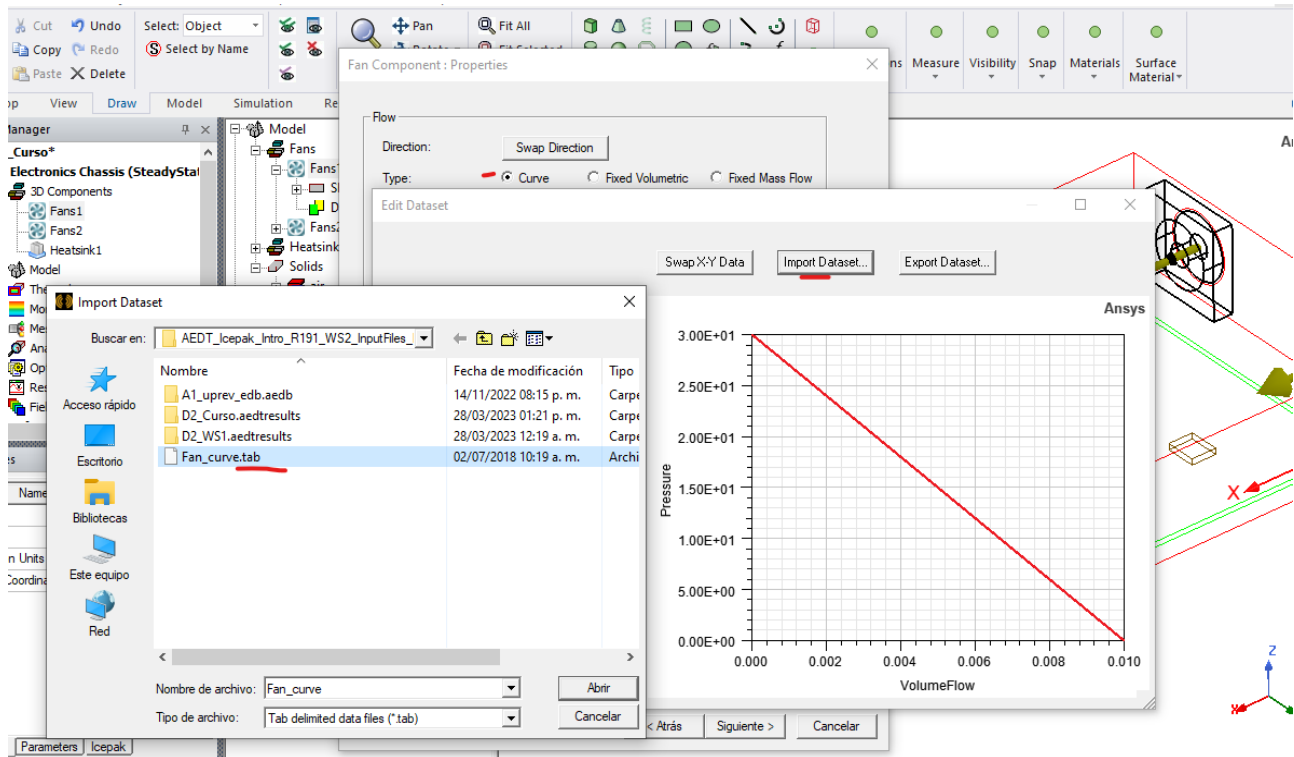 Cut Undo Select: Object Pan Fit All
Copy Redo Select by Name
Paste Delete Measure Visibility Snap Materials Surface Material
View Draw Model Simulation
Fan Component : Properties
Flow
Direction: Swap Direction
Type: Curve Fixed Volumetric Fixed Mass Flow
_Curso*
Electronics Chassis (SteadyStat
3D Components
Fans1
Fans2
Heatsink1
Model
Model
Fans
Fans
Heatsink
Solids
air
Edit Dataset
Swap X-Y Data Import Dataset... Export Dataset...
Ansys
3.00E+01
2.50E+01
2.00E+01
1.50E+01
1.00E+01
5.00E+00
0.00E+00
Pressure
0.000 0.002 0.004 0.006 0.008 0.010
VolumeFlow
Import Dataset
Buscar en: AEDT_Icepak_Intro_R191_WS2_InputFiles_
Nombre Fecha de modificación Tipo
A1_uprev_edb.aedb 14/11/2022 08:15 p. m. Carpe
D2_Curso.aedtresults 28/03/2023 01:21 p. m. Carpe
D2_WS1.aedtresults 28/03/2023 12:19 a. m. Carpe
Fan_curve.tab 02/07/2018 10:19 a. m. Archi
Acceso rápido
Escritorio
Bibliotecas
Este equipo
Red
Nombre de archivo: Fan_curve Abrir
Tipo de archivo: Tab delimited data files (*.tab) Cancelar
< Atrás Siguiente > Cancelar
Name
n Units
Parameters Icepak
X
Z